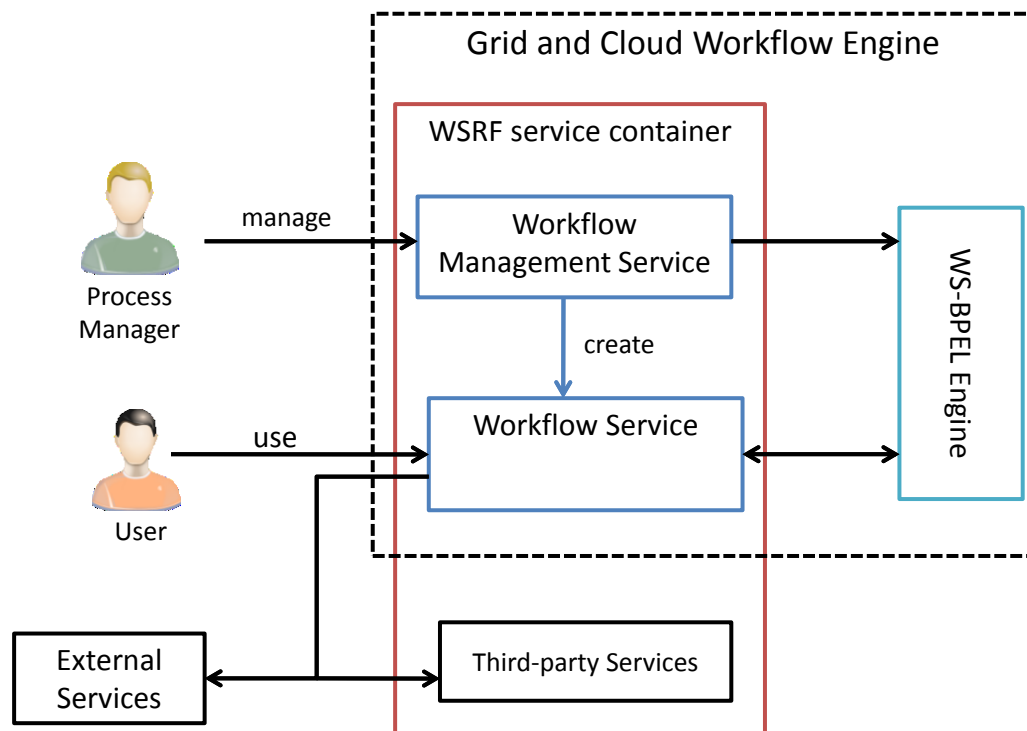 Grid and Cloud Workflow Engine
WSRF service container
manage
Workflow
Management Service
Process
Manager
create
WS-BPEL Engine
use
Workflow Service
User
External
Services
Third-party Services